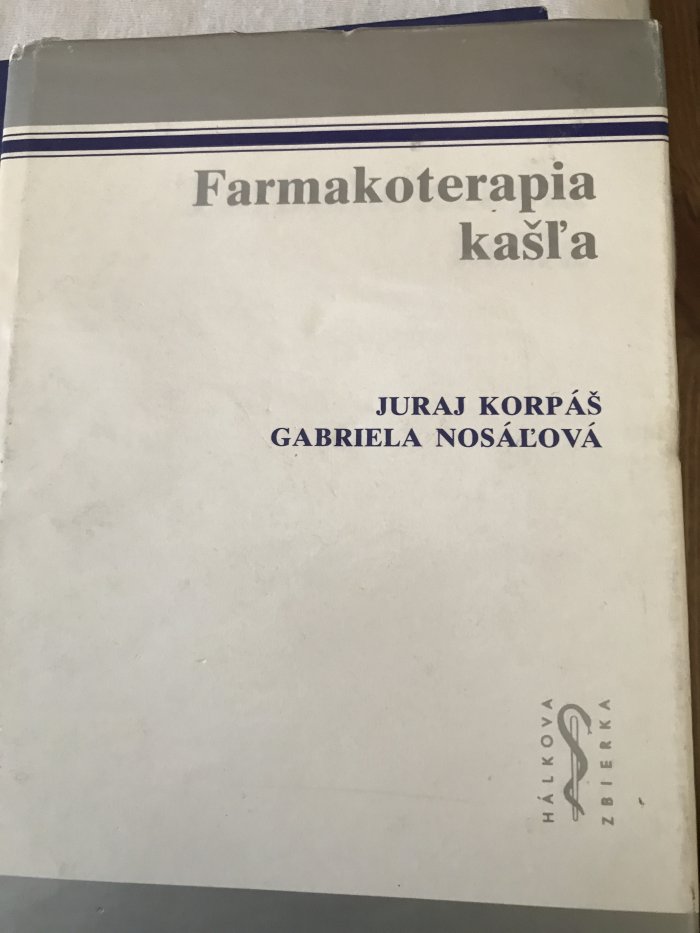 Farmakoterapia
kašľa
JURAJ KORPÁŠ
GABRIELA NOSÁĽOVÁ
HÁLKOVA
ZBIERKA